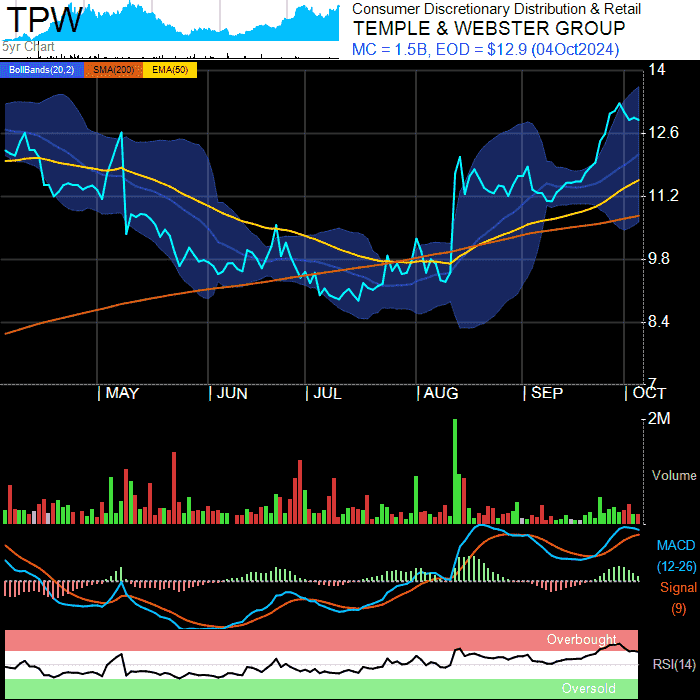 TPW
5yr Chart
Consumer Discretionary Distribution & Retail
TEMPLE & WEBSTER GROUP
MC = 1.5B, EOD = $12.9 (04Oct2024)
BollBands(20,2) SMA(200) EMA(50)
14
12.6
11.2
9.8
8.4
7
MAY JUN JUL AUG SEP OCT
2M
Volume
MACD
(12-26)
Signal
(9)
Overbought
RSI(14)
Oversold